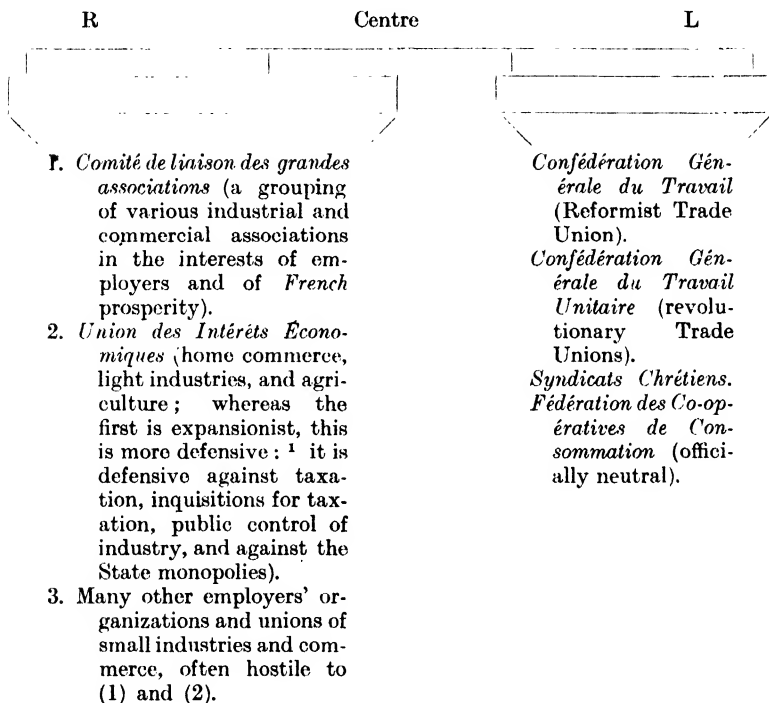 R Centre L
1. Comité de liaison des grandes
associations (a grouping
of various industrial and
commercial associations
in the interests of em-
ployers and of French
prosperity).
2. Union des Intérêts Écono-
miques (home commerce,
light industries, and agri-
culture; whereas the
first is expansionist, this
is more defensive: ¹ it is
defensive against taxa-
tion, inquisitions for tax-
ation, public control of
industry, and against the
State monopolies).
3. Many other employers' or-
ganizations and unions of
small industries and com-
merce, often hostile to
(1) and (2).
Confédération Gén-
érale du Travail
(Reformist Trade
Union).
Confédération Gén-
érale du Travail
Unitaire (revolu-
tionary Trade
Unions).
Syndicats Chrétiens.
Fédération des Co-op-
ératives de Con-
sommation (offici-
ally neutral).